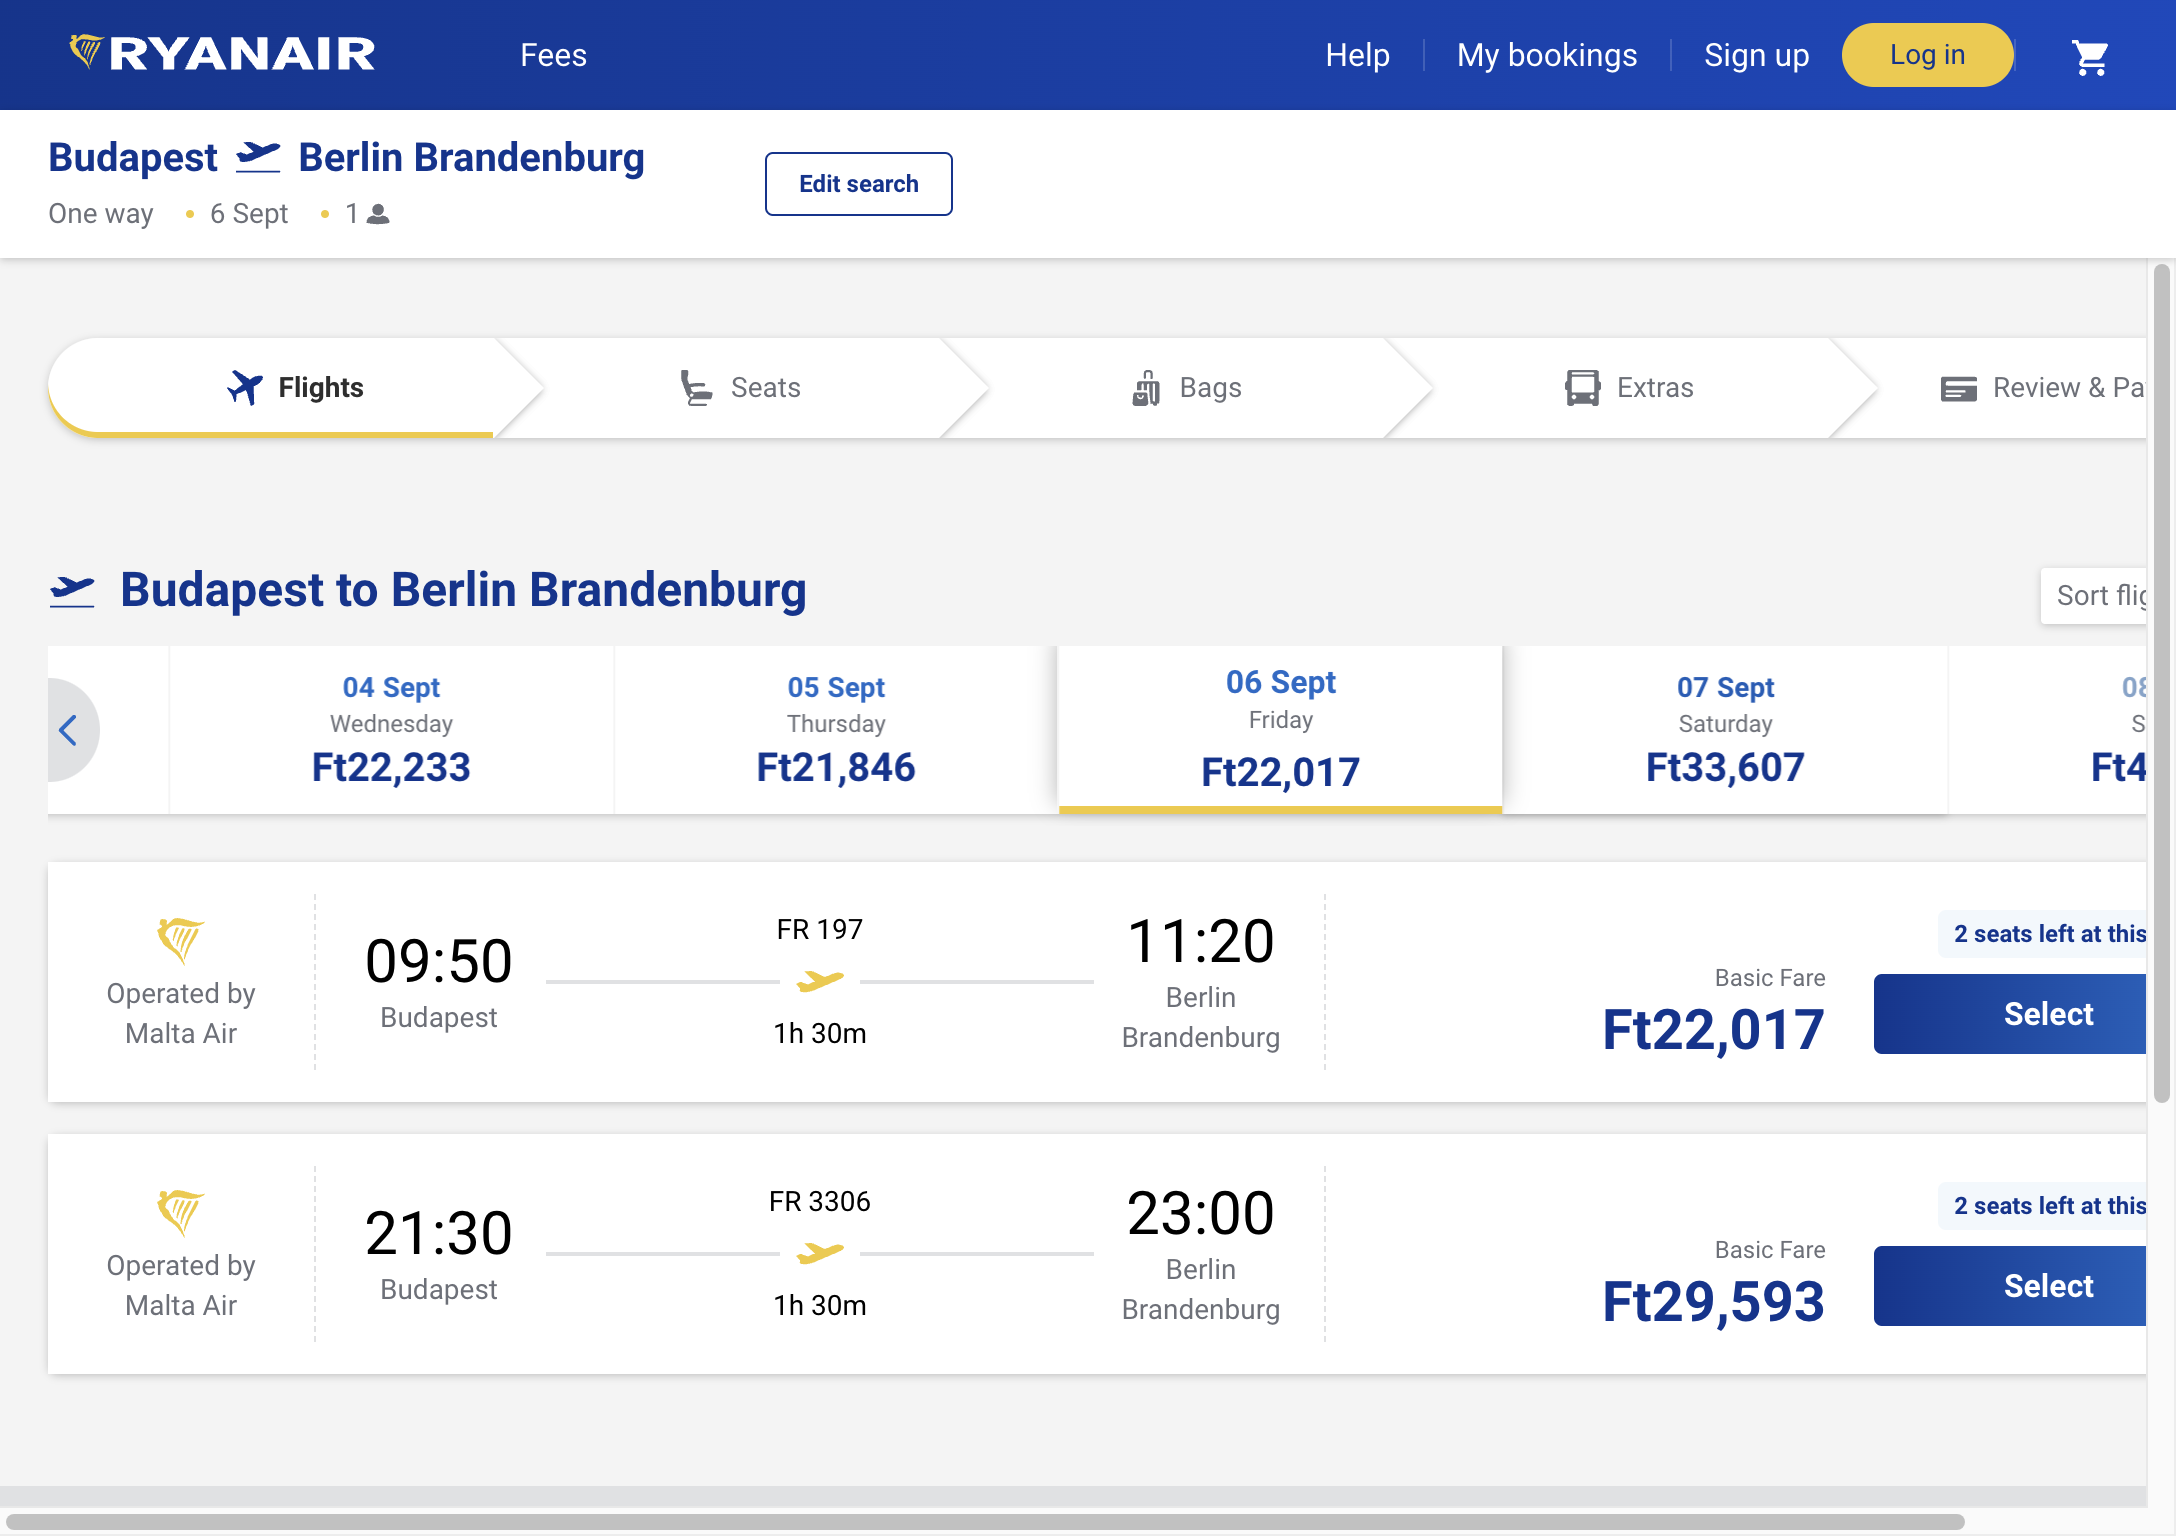 RYANAIR
Fees
Help
My bookings
Sign up
Log in
Budapest Berlin Brandenburg
One way • 6 Sept • 1
Edit search
Flights
Seats
Bags
Extras
Review & Pa
Budapest to Berlin Brandenburg
Sort flig
04 Sept
Wednesday
Ft22,233
05 Sept
Thursday
Ft21,846
06 Sept
Friday
Ft22,017
07 Sept
Saturday
Ft33,607
08
S
Ft4
Operated by
Malta Air
09:50
Budapest
FR 197
1h 30m
11:20
Berlin
Brandenburg
Basic Fare
Ft22,017
2 seats left at this
Select
Operated by
Malta Air
21:30
Budapest
FR 3306
1h 30m
23:00
Berlin
Brandenburg
Basic Fare
Ft29,593
2 seats left at this
Select